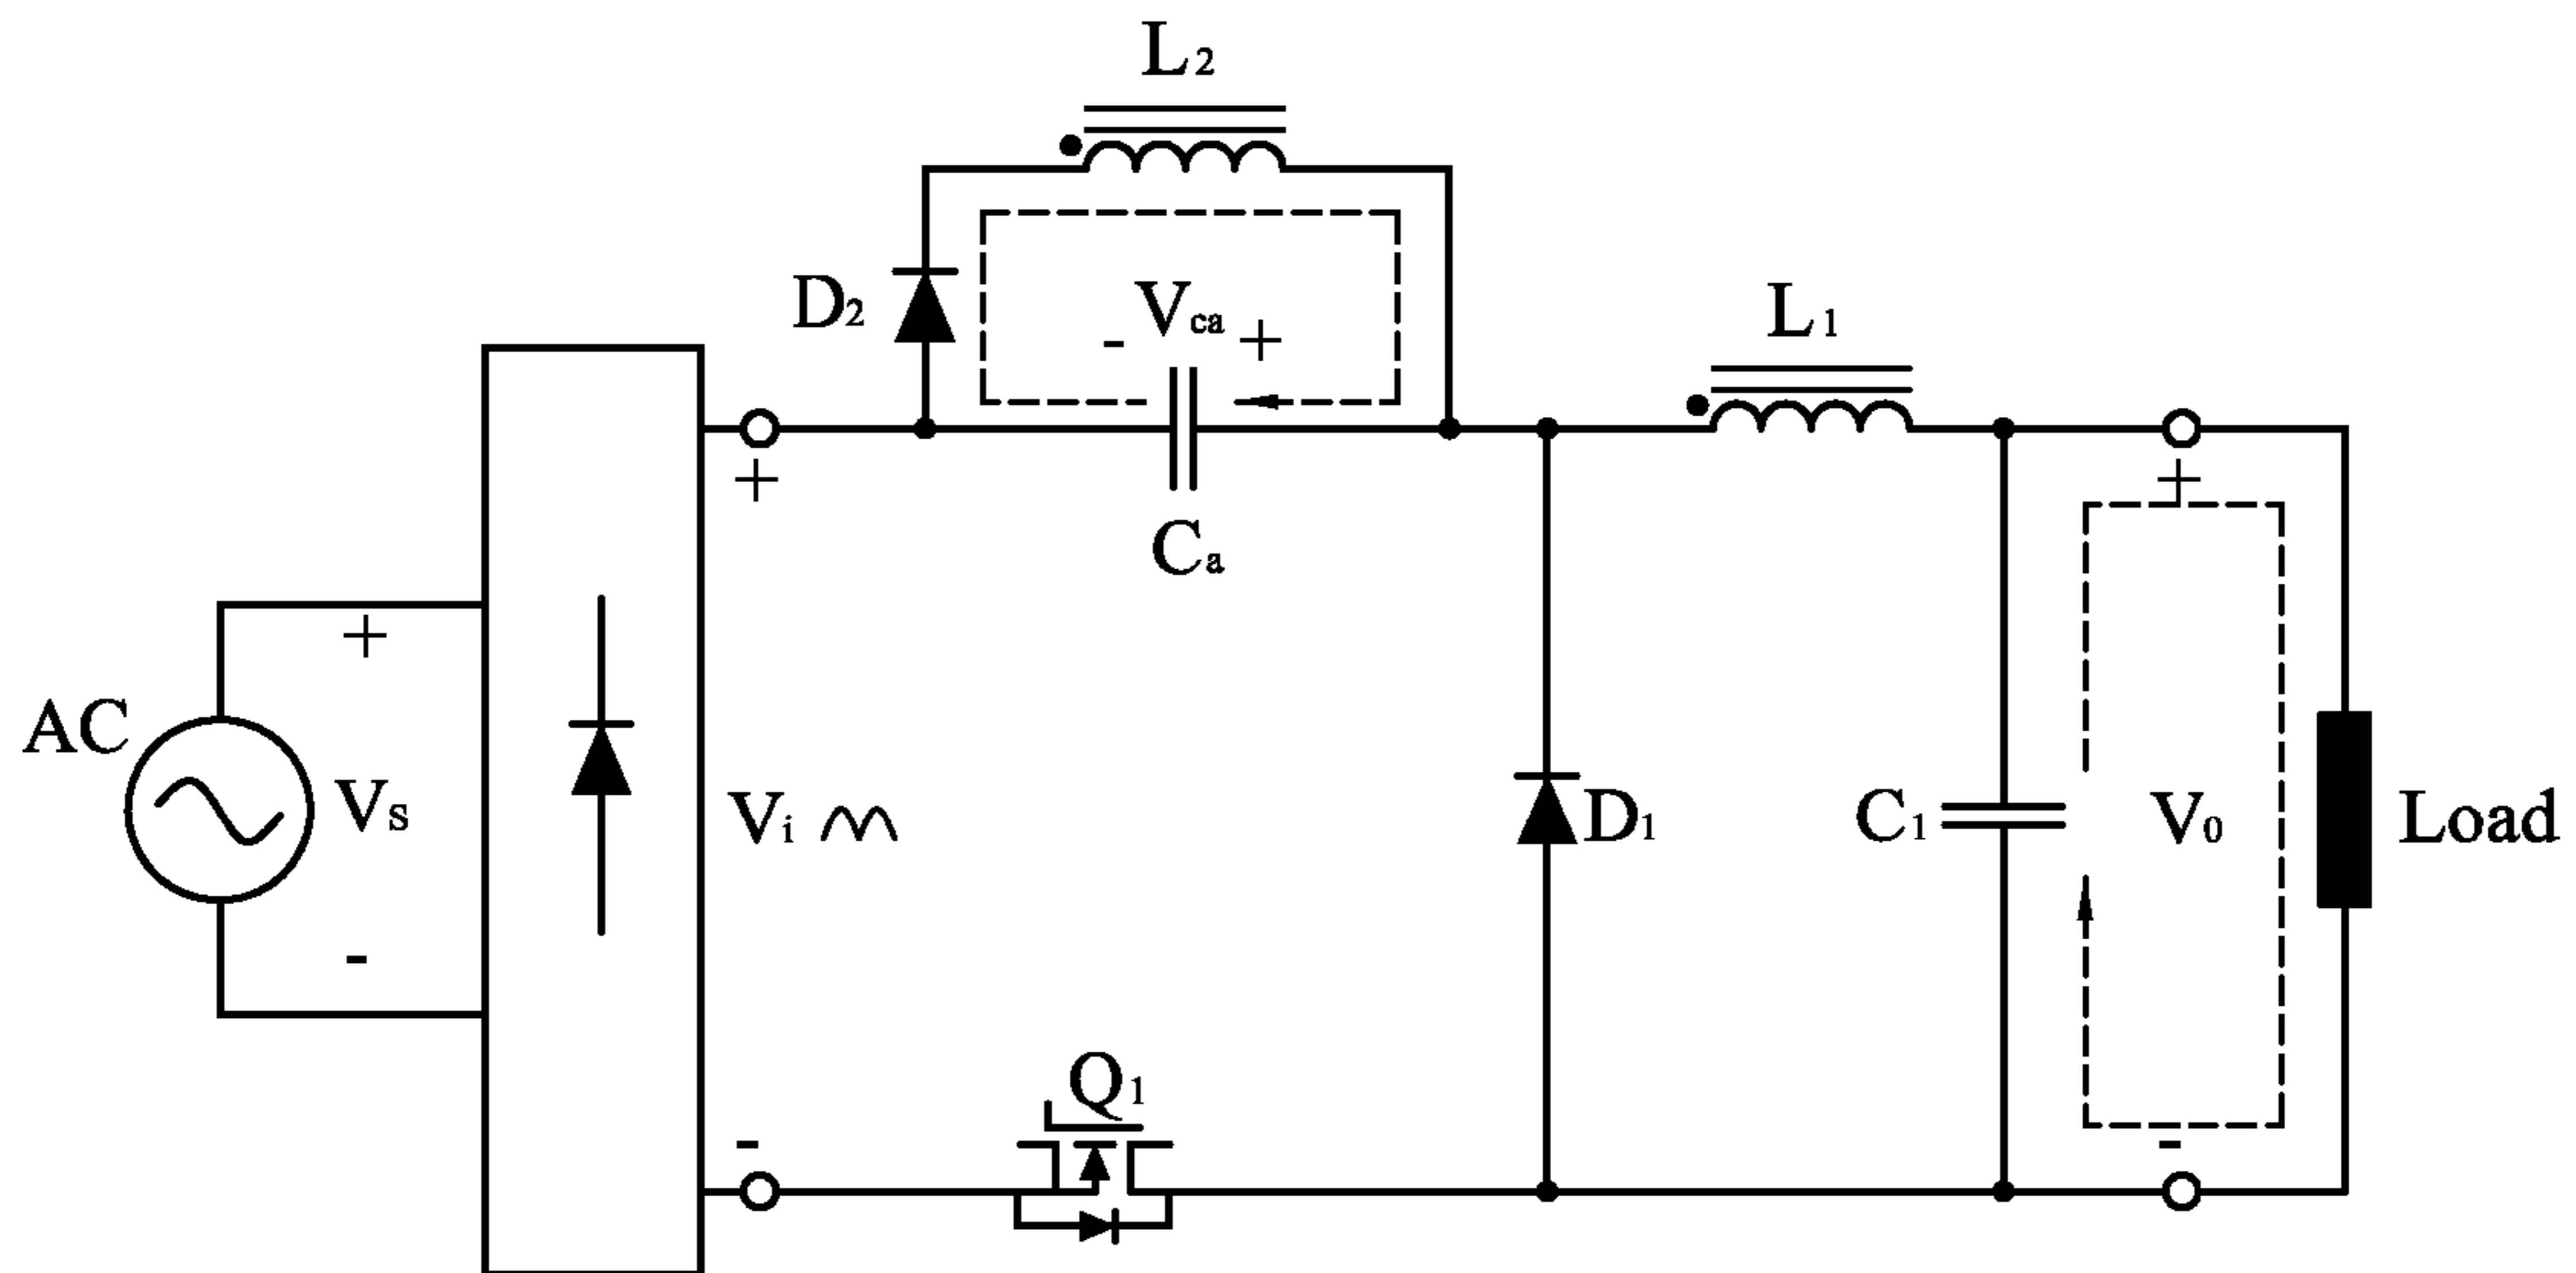 L2
D2
- Vca +
Ca
L1
+
+
+
AC
Vs
-
Vi
D1
C1
V0
Load
Q1
-
-